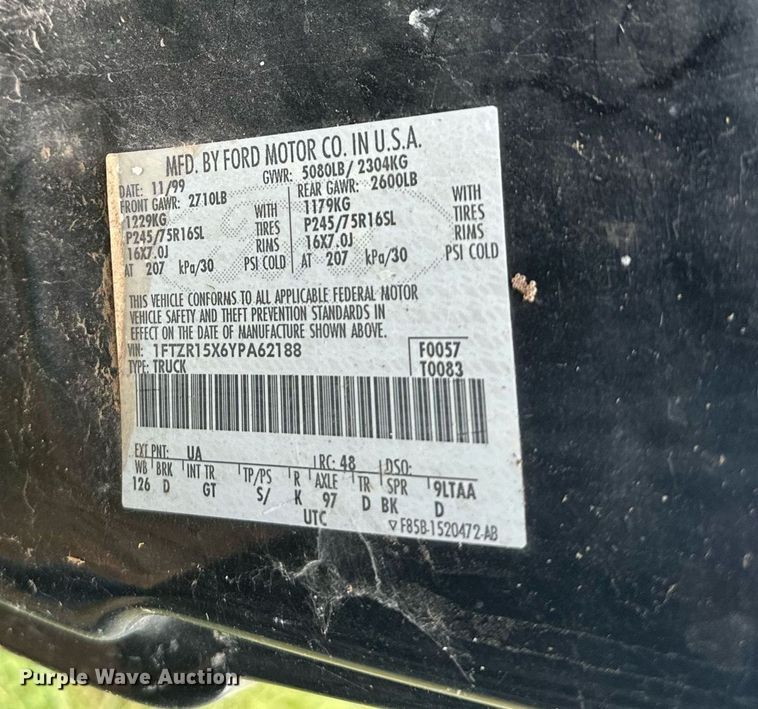 MFD. BY FORD MOTOR CO. IN U.S.A.
DATE: 11/99 GVWR: 5080LB/ 2304KG
FRONT GAWR: 2710LB REAR GAWR: 2600LB
1229KG WITH 1179KG WITH
P245/75R16SL TIRES P245/75R16SL TIRES
16X7.0J RIMS 16X7.0J RIMS
AT 207 kPa/30 PSI COLD AT 207 kPa/30 PSI COLD
THIS VEHICLE CONFORMS TO ALL APPLICABLE FEDERAL MOTOR
VEHICLE SAFETY AND THEFT PREVENTION STANDARDS IN
EFFECT ON THE DATE OF MANUFACTURE SHOWN ABOVE.
VIN: 1FTZR15X6YPA62188 F0057
TYPE: TRUCK T0083
EXT PNT: UA RC: 48 DSO:
WB BRK INT TR TP/PS R AXLE TR SPR 9LTAA
126 D GT S/ K 97 D BK D
UTC ▽F85B-1520472-AB
Purple Wave Auction